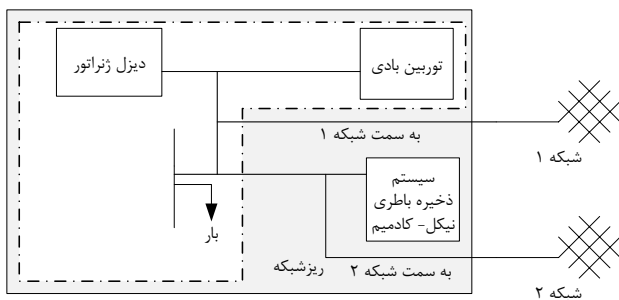 توربین بادی
دیزل ژنراتور
به سمت شبکه ۱
شبکه ۱
سیستم
ذخیره باطری
نیکل- کادمیم
بار
ریزشبکه
به سمت شبکه ۲
شبکه ۲